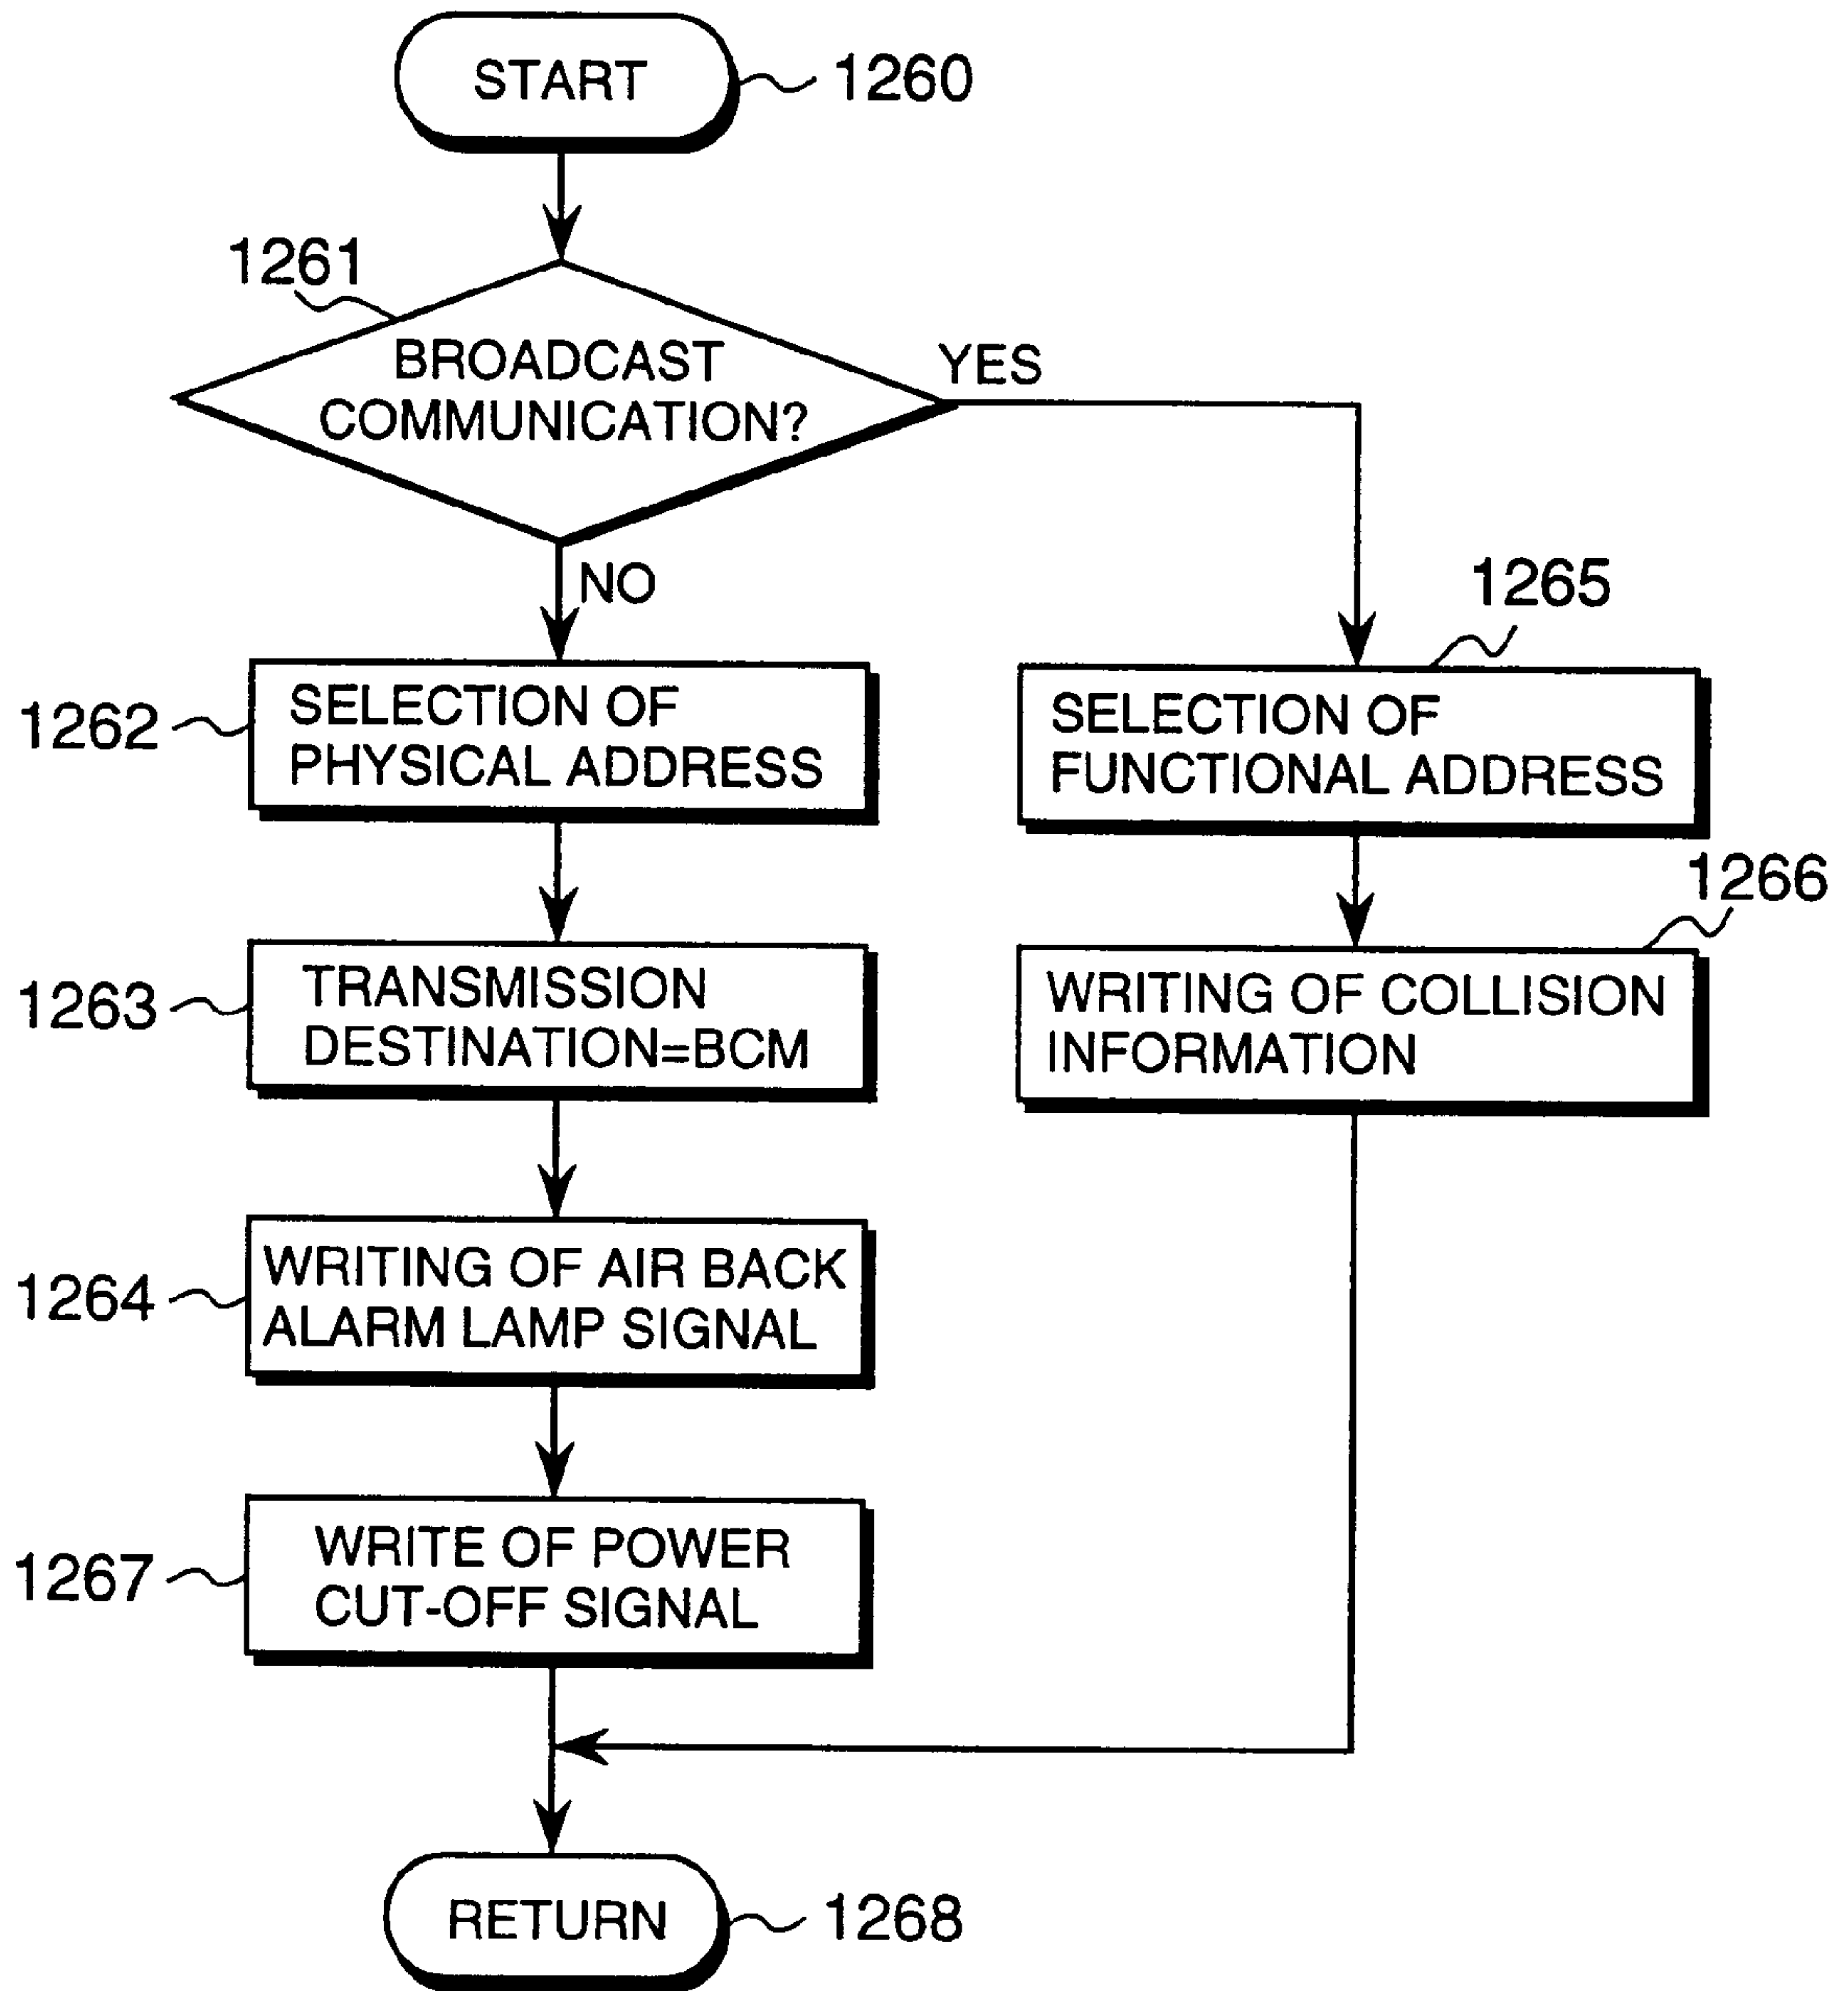 START
1260
1261
BROADCAST
COMMUNICATION?
YES
NO
1262
SELECTION OF
PHYSICAL ADDRESS
1265
SELECTION OF
FUNCTIONAL ADDRESS
1263
TRANSMISSION
DESTINATION=BCM
1266
WRITING OF COLLISION
INFORMATION
1264
WRITING OF AIR BACK
ALARM LAMP SIGNAL
1267
WRITE OF POWER
CUT-OFF SIGNAL
RETURN
1268